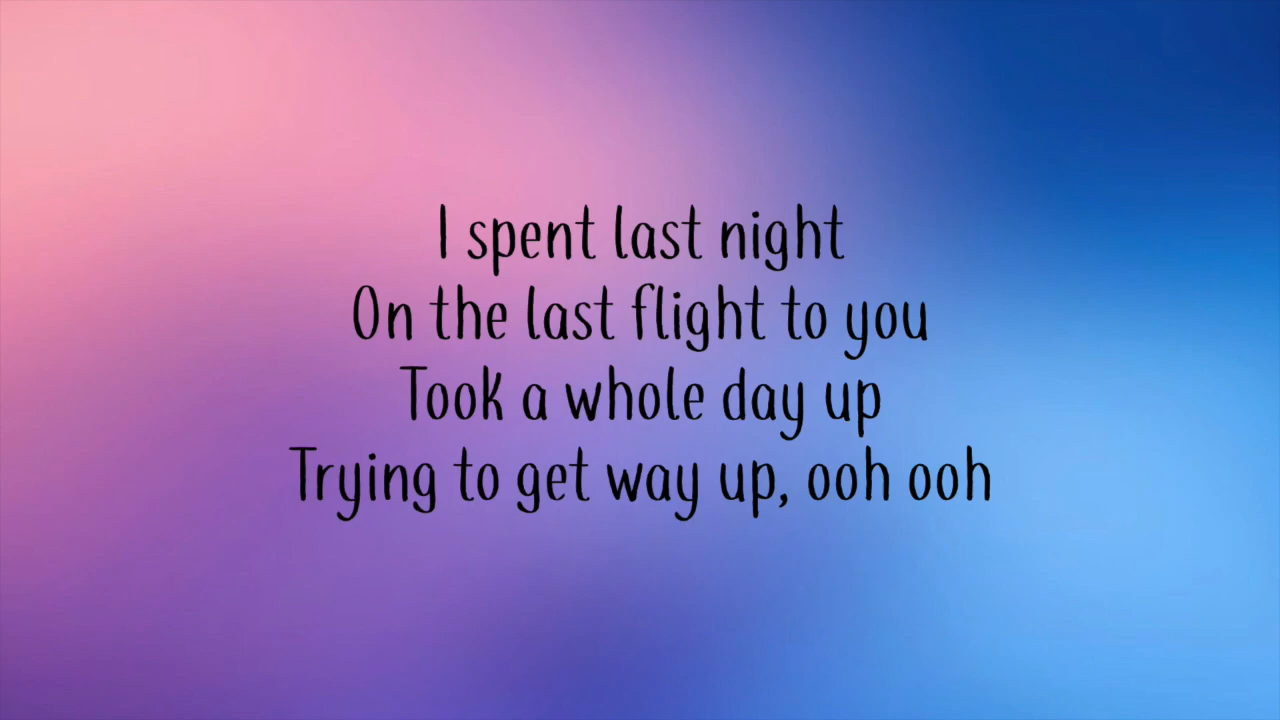 I spent last night
On the last flight to you
Took a whole day up
Trying to get way up, ooh ooh